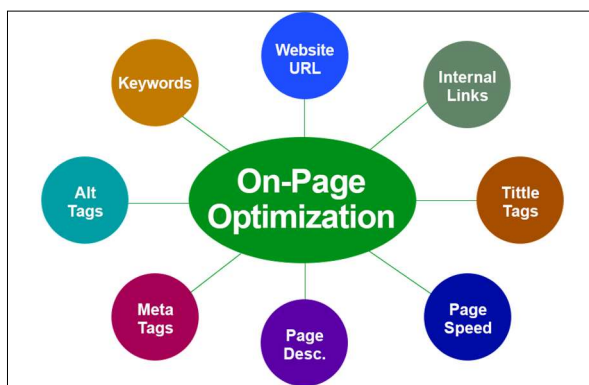 Website
URL
Keywords
Internal
Links
Alt
Tags
On-Page
Optimization
Tittle
Tags
Meta
Tags
Page
Desc.
Page
Speed